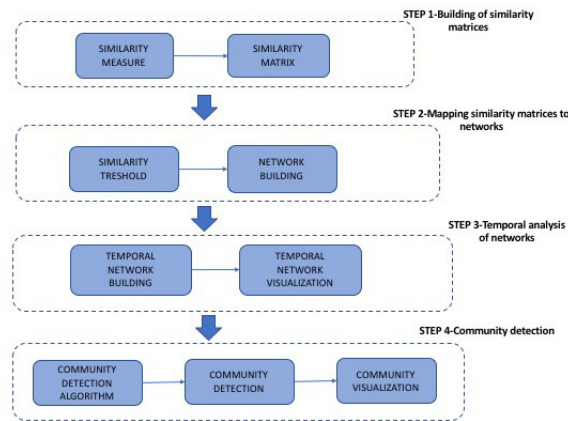 STEP 1-Building of similarity
matrices
SIMILARITY
MEASURE
SIMILARITY
MATRIX
STEP 2-Mapping similarity matrices to
networks
SIMILARITY
TRESHOLD
NETWORK
BUILDING
STEP 3-Temporal analysis
of networks
TEMPORAL
NETWORK
BUILDING
TEMPORAL
NETWORK
VISUALIZATION
STEP 4-Community detection
COMMUNITY
DETECTION
ALGORITHM
COMMUNITY
DETECTION
COMMUNITY
VISUALIZATION